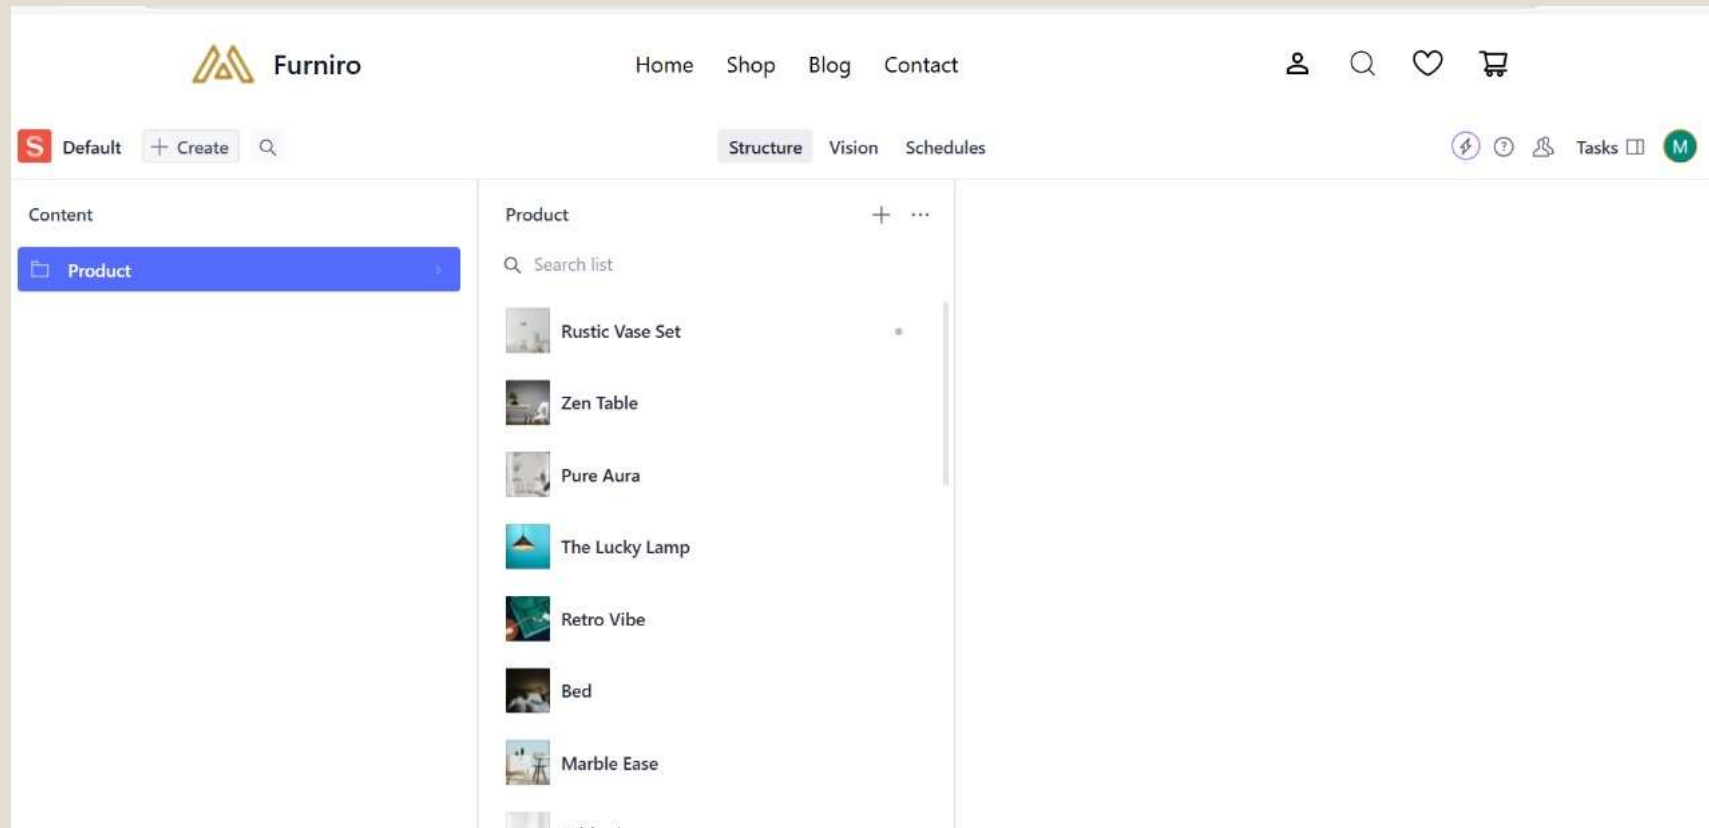 Furniro
Home Shop Blog Contact
S Default + Create
Structure Vision Schedules
Tasks M
Content
Product
Product
Search list
Rustic Vase Set
Zen Table
Pure Aura
The Lucky Lamp
Retro Vibe
Bed
Marble Ease